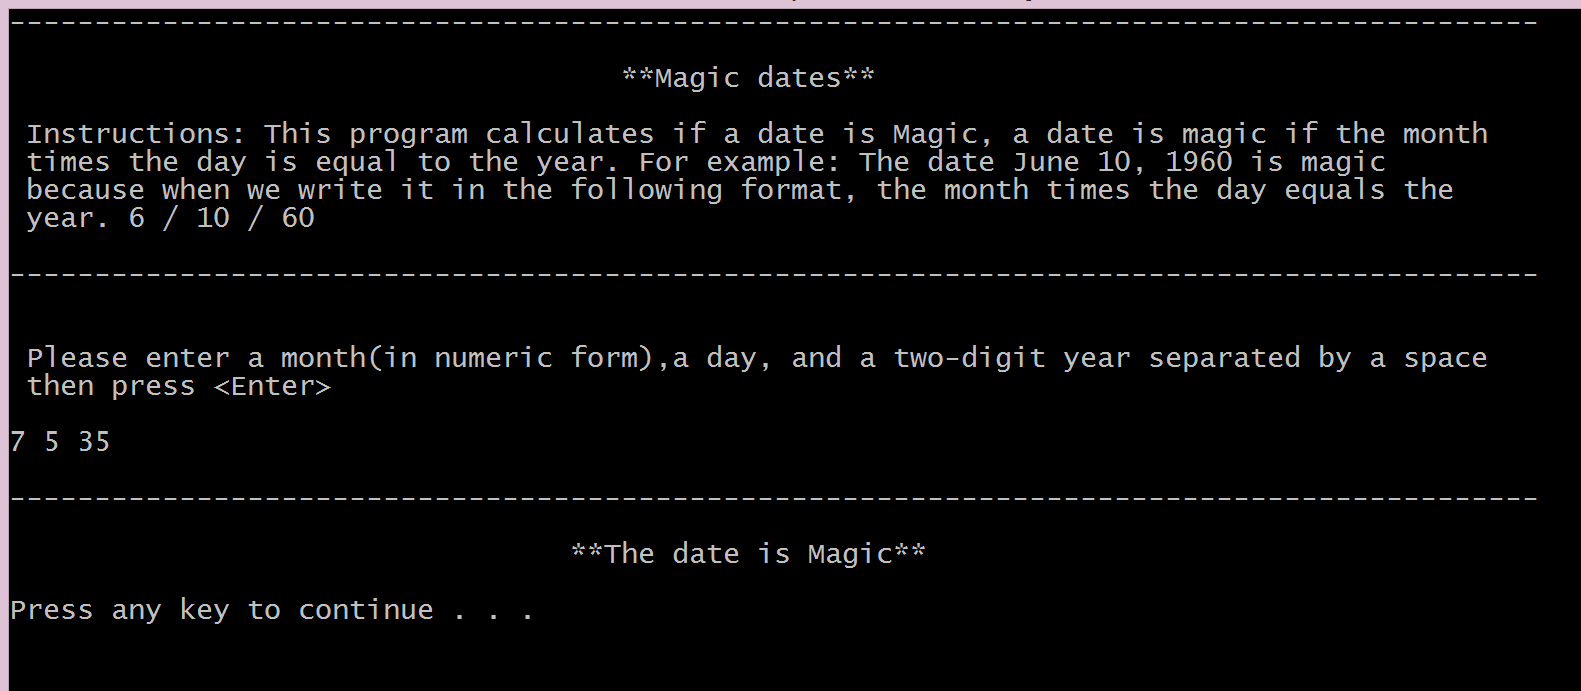 ------------------------------------------------------------------------------------------
**Magic dates**
Instructions: This program calculates if a date is Magic, a date is magic if the month
times the day is equal to the year. For example: The date June 10, 1960 is magic
because when we write it in the following format, the month times the day equals the
year. 6 / 10 / 60
------------------------------------------------------------------------------------------
Please enter a month(in numeric form),a day, and a two-digit year separated by a space
then press <Enter>
7 5 35
------------------------------------------------------------------------------------------
**The date is Magic**
Press any key to continue . . .